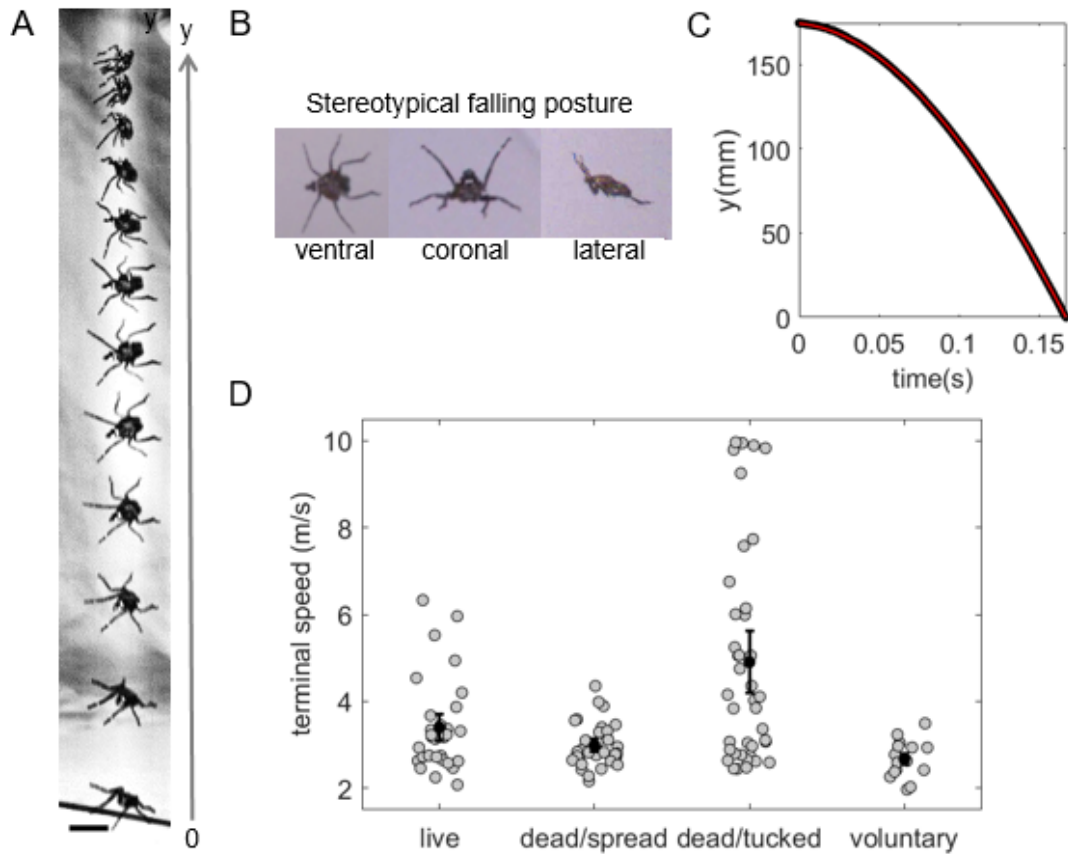 A
y
y
0
B
Stereotypical falling posture
ventral coronal lateral
C
y(mm)
150
100
50
0
0 0.05 0.1 0.15
time(s)
D
terminal speed (m/s)
10
8
6
4
2
live dead/spread dead/tucked voluntary